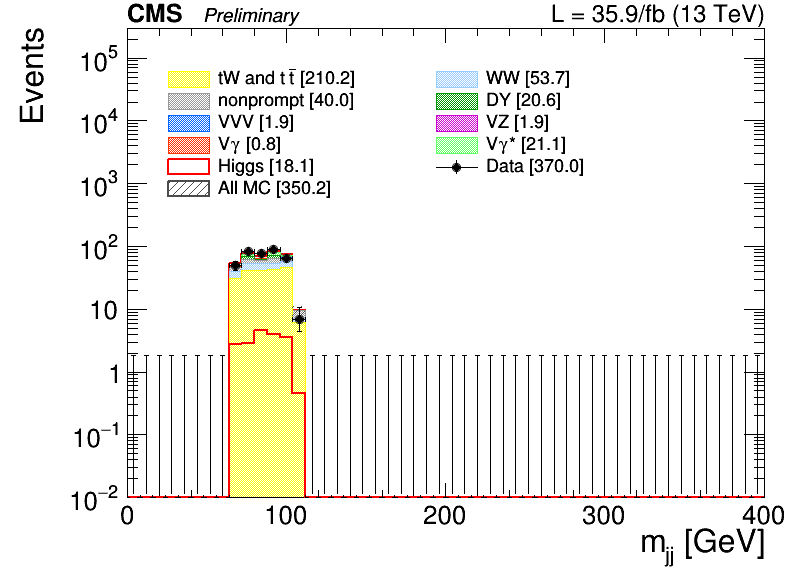 CMS Preliminary L = 35.9/fb (13 TeV)
Events
tW and t t̄ [210.2] WW [53.7]
nonprompt [40.0] DY [20.6]
VVV [1.9] VZ [1.9]
Vγ [0.8] Vγ* [21.1]
Higgs [18.1] Data [370.0]
All MC [350.2]
10⁵
10⁴
10³
10²
10
1
10⁻¹
10⁻²
0 100 200 300 400
m_jj [GeV]